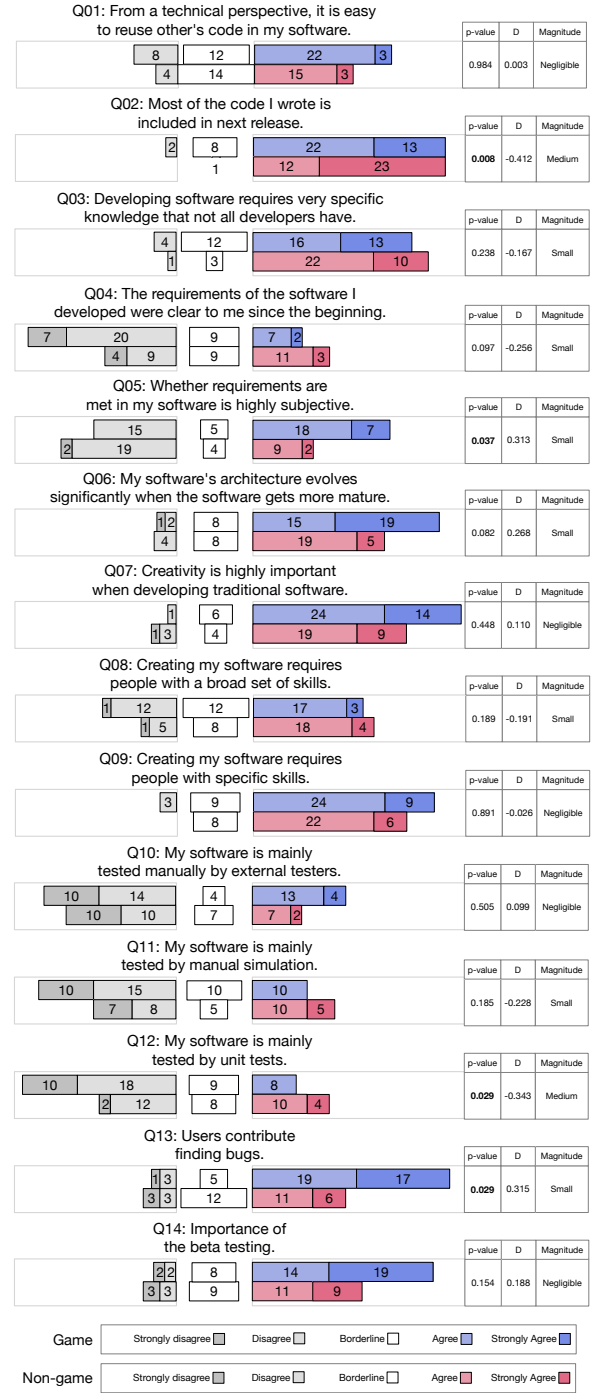 Q01: From a technical perspective, it is easy
to reuse other's code in my software.
p-value D Magnitude
8 12 22 3
4 14 15 3
0.984 0.003 Negligible
Q02: Most of the code I wrote is
included in next release.
p-value D Magnitude
2 8 22 13
1 12 23
0.008 -0.412 Medium
Q03: Developing software requires very specific
knowledge that not all developers have.
p-value D Magnitude
4 12 16 13
1 3 22 10
0.238 -0.167 Small
Q04: The requirements of the software I
developed were clear to me since the beginning.
p-value D Magnitude
7 20 9 7 2
4 9 9 11 3
0.097 -0.256 Small
Q05: Whether requirements are
met in my software is highly subjective.
p-value D Magnitude
15 5 18 7
2 19 4 9 2
0.037 0.313 Small
Q06: My software's architecture evolves
significantly when the software gets more mature.
p-value D Magnitude
1 2 8 15 19
4 8 19 5
0.082 0.268 Small
Q07: Creativity is highly important
when developing traditional software.
p-value D Magnitude
1 6 24 14
1 3 4 19 9
0.448 0.110 Negligible
Q08: Creating my software requires
people with a broad set of skills.
p-value D Magnitude
1 12 12 17 3
1 5 8 18 4
0.189 -0.191 Small
Q09: Creating my software requires
people with specific skills.
p-value D Magnitude
3 9 24 9
8 22 6
0.891 -0.026 Negligible
Q10: My software is mainly
tested manually by external testers.
p-value D Magnitude
10 14 4 13 4
10 10 7 7 2
0.505 0.099 Negligible
Q11: My software is mainly
tested by manual simulation.
p-value D Magnitude
10 15 10 10
7 8 5 10 5
0.185 -0.228 Small
Q12: My software is mainly
tested by unit tests.
p-value D Magnitude
10 18 9 8
2 12 8 10 4
0.029 -0.343 Medium
Q13: Users contribute
finding bugs.
p-value D Magnitude
1 3 5 19 17
3 3 12 11 6
0.029 0.315 Small
Q14: Importance of
the beta testing.
p-value D Magnitude
2 2 8 14 19
3 3 9 11 9
0.154 0.188 Negligible
Game Strongly disagree Disagree Borderline Agree Strongly Agree
Non-game Strongly disagree Disagree Borderline Agree Strongly Agree